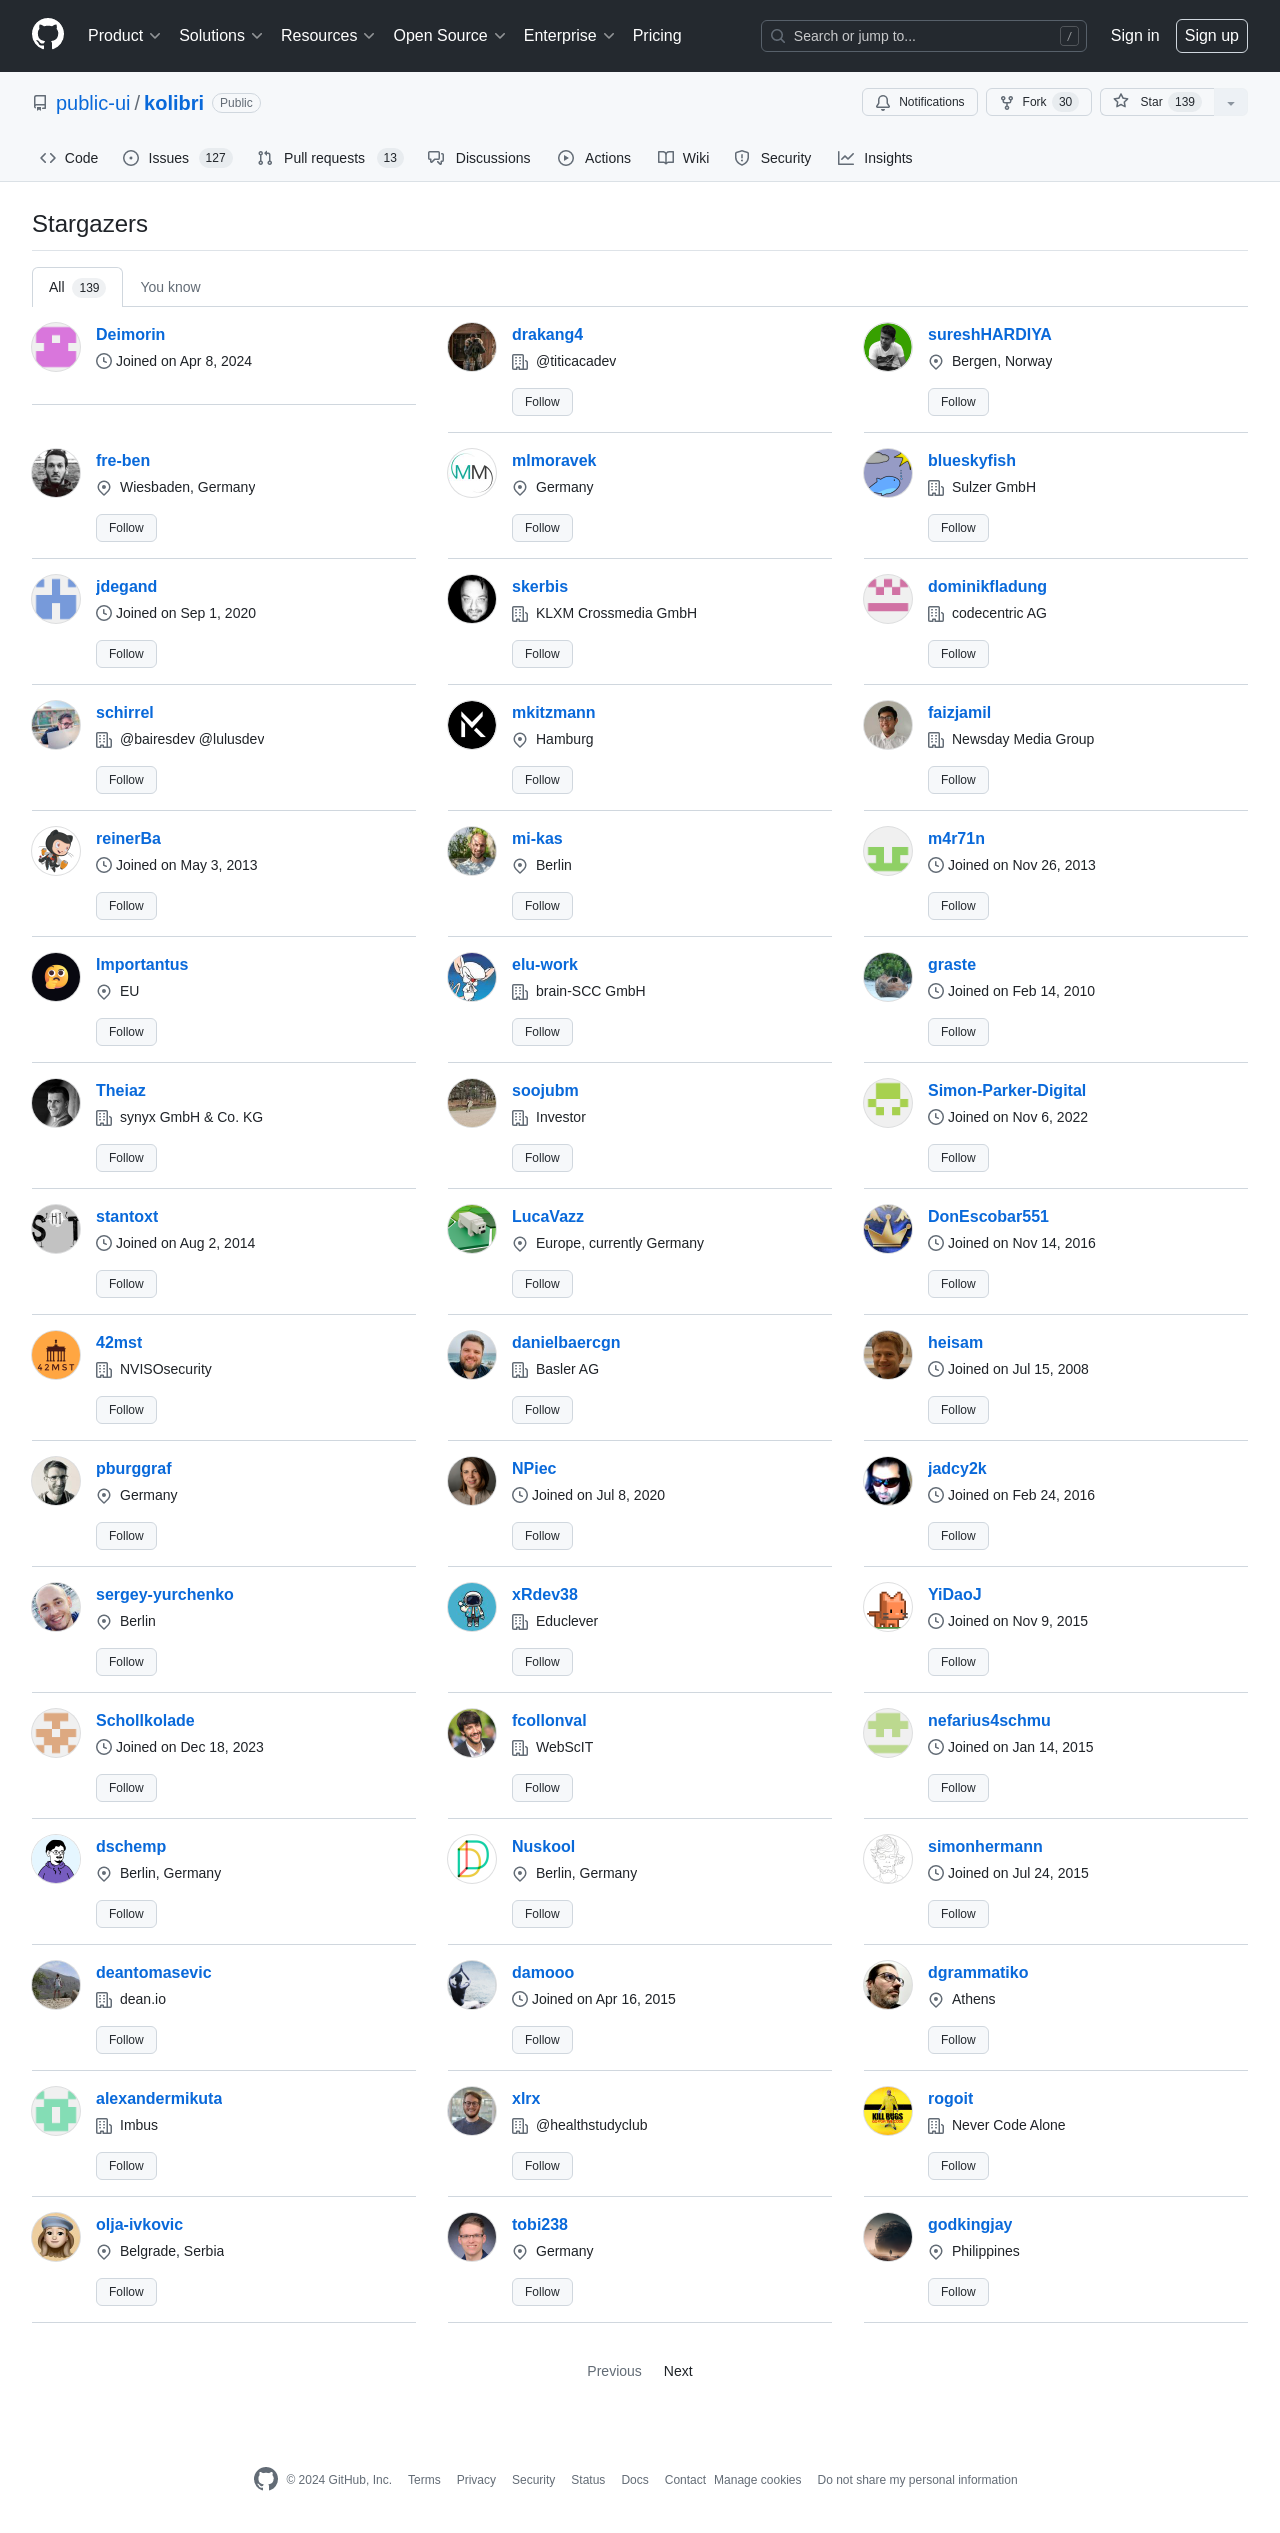 Product Solutions Resources Open Source Enterprise Pricing Search or jump to... / Sign in Sign up
public-ui / kolibri Public Notifications Fork 30 Star 139
Code Issues 127 Pull requests 13 Discussions Actions Wiki Security Insights
Stargazers
All 139 You know
Deimorin drakang4 sureshHARDIYA
Joined on Apr 8, 2024 @titicacadev Bergen, Norway
Follow Follow
fre-ben mlmoravek blueskyfish
Wiesbaden, Germany Germany Sulzer GmbH
Follow Follow Follow
jdegand skerbis dominikfladung
Joined on Sep 1, 2020 KLXM Crossmedia GmbH codecentric AG
Follow Follow Follow
schirrel mkitzmann faizjamil
@bairesdev @lulusdev Hamburg Newsday Media Group
Follow Follow Follow
reinerBa mi-kas m4r71n
Joined on May 3, 2013 Berlin Joined on Nov 26, 2013
Follow Follow Follow
Importantus elu-work graste
EU brain-SCC GmbH Joined on Feb 14, 2010
Follow Follow Follow
Theiaz soojubm Simon-Parker-Digital
synyx GmbH & Co. KG Investor Joined on Nov 6, 2022
Follow Follow Follow
stantoxt LucaVazz DonEscobar551
Joined on Aug 2, 2014 Europe, currently Germany Joined on Nov 14, 2016
Follow Follow Follow
42mst danielbaercgn heisam
42MST NVISOsecurity Basler AG Joined on Jul 15, 2008
Follow Follow Follow
pburggraf NPiec jadcy2k
Germany Joined on Jul 8, 2020 Joined on Feb 24, 2016
Follow Follow Follow
sergey-yurchenko xRdev38 YiDaoJ
Berlin Educlever Joined on Nov 9, 2015
Follow Follow Follow
Schollkolade fcollonval nefarius4schmu
Joined on Dec 18, 2023 WebScIT Joined on Jan 14, 2015
Follow Follow Follow
dschemp Nuskool simonhermann
Berlin, Germany Berlin, Germany Joined on Jul 24, 2015
Follow Follow Follow
deantomasevic damooo dgrammatiko
dean.io Joined on Apr 16, 2015 Athens
Follow Follow Follow
alexandermikuta xlrx rogoit
Imbus @healthstudyclub KILL BUGS Never Code Alone
Follow Follow Follow
olja-ivkovic tobi238 godkingjay
Belgrade, Serbia Germany Philippines
Follow Follow Follow
Previous Next
© 2024 GitHub, Inc. Terms Privacy Security Status Docs Contact Manage cookies Do not share my personal information